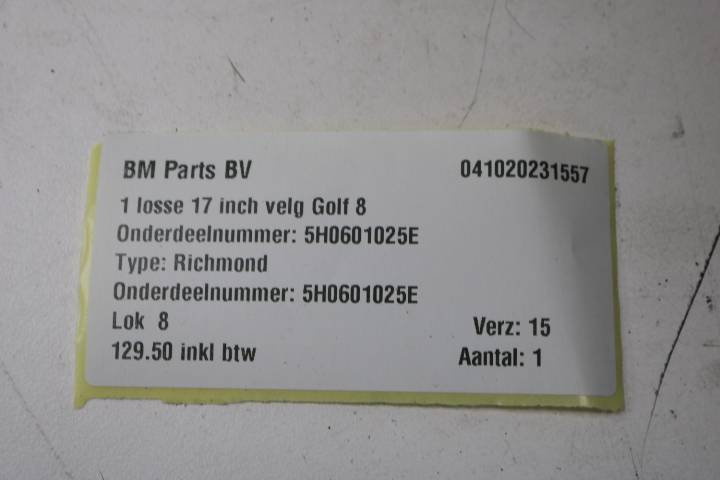 BM Parts BV 041020231557
1 losse 17 inch velg Golf 8
Onderdeelnummer: 5H0601025E
Type: Richmond
Onderdeelnummer: 5H0601025E
Lok 8 Verz: 15
129.50 inkl btw Aantal: 1